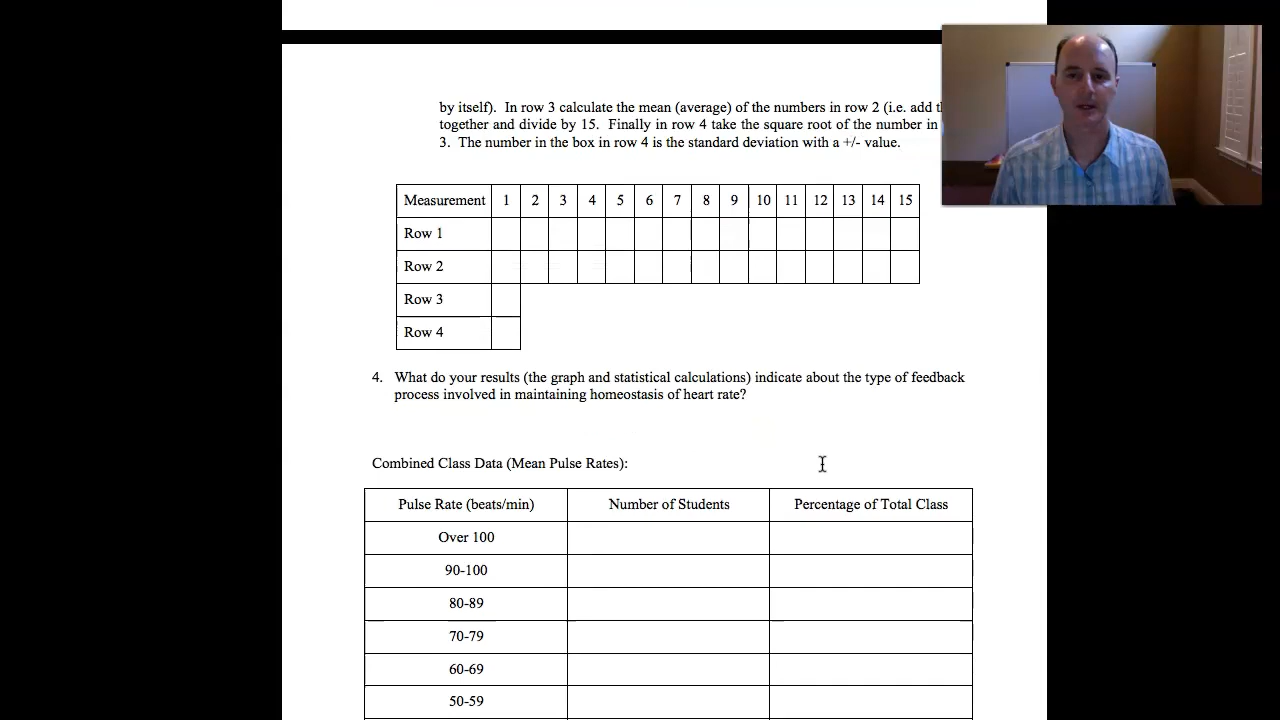 by itself). In row 3 calculate the mean (average) of the numbers in row 2 (i.e. add
together and divide by 15. Finally in row 4 take the square root of the number in
3. The number in the box in row 4 is the standard deviation with a +/- value.
Measurement 1 2 3 4 5 6 7 8 9 10 11 12 13 14 15
Row 1
Row 2
Row 3
Row 4
4. What do your results (the graph and statistical calculations) indicate about the type of feedback
process involved in maintaining homeostasis of heart rate?
Combined Class Data (Mean Pulse Rates):
Pulse Rate (beats/min) Number of Students Percentage of Total Class
Over 100
90-100
80-89
70-79
60-69
50-59